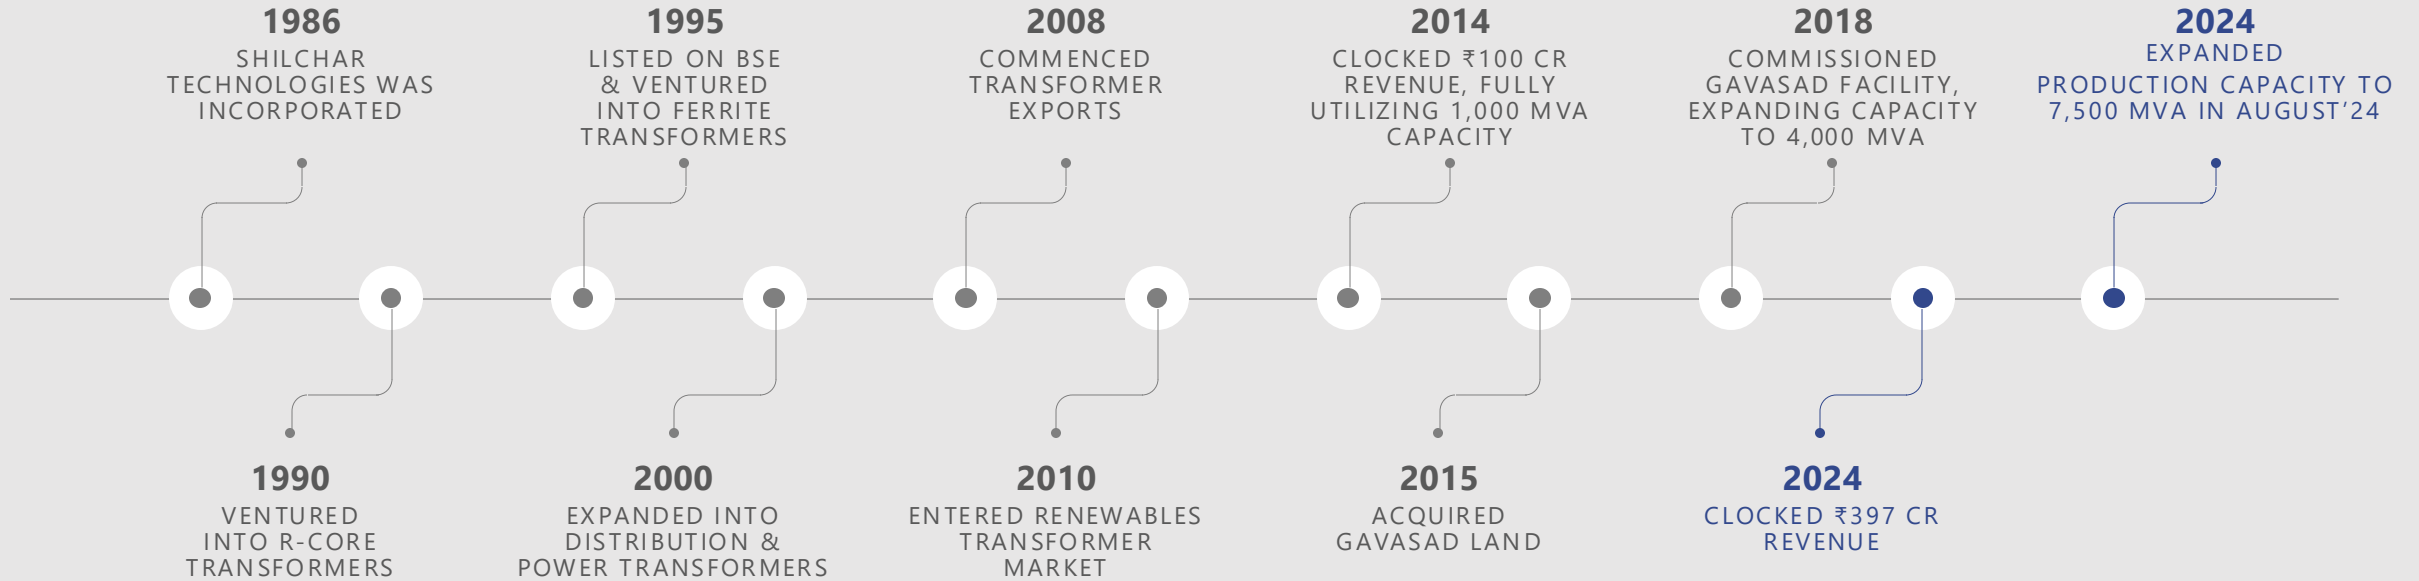 1986
SHILCHAR
TECHNOLOGIES WAS
INCORPORATED
1990
VENTURED
INTO R-CORE
TRANSFORMERS
1995
LISTED ON BSE
& VENTURED
INTO FERRITE
TRANSFORMERS
2000
EXPANDED INTO
DISTRIBUTION &
POWER TRANSFORMERS
2008
COMMENCED
TRANSFORMER
EXPORTS
2010
ENTERED RENEWABLES
TRANSFORMER
MARKET
2014
CLOCKED ₹100 CR
REVENUE, FULLY
UTILIZING 1,000 MVA
CAPACITY
2015
ACQUIRED
GAVASAD LAND
2018
COMMISSIONED
GAVASAD FACILITY,
EXPANDING CAPACITY
TO 4,000 MVA
2024
CLOCKED ₹397 CR
REVENUE
2024
EXPANDED
PRODUCTION CAPACITY TO
7,500 MVA IN AUGUST‘24